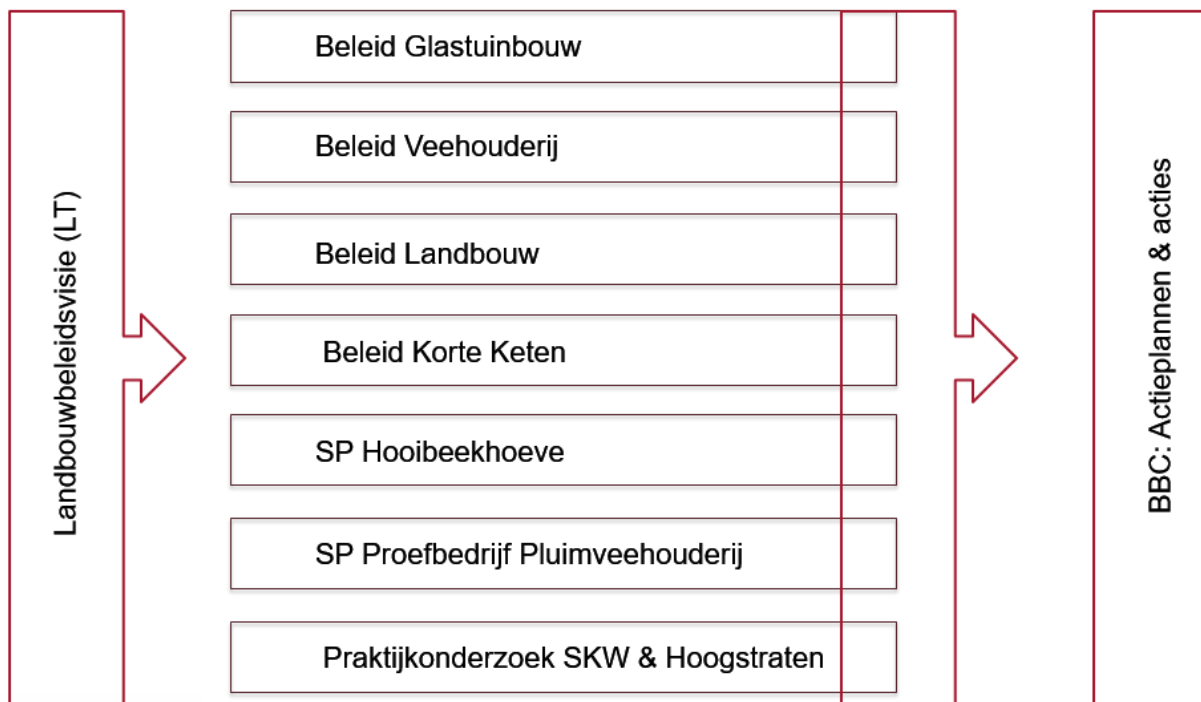 Landbouwbeleidsvisie (LT)
Beleid Glastuinbouw
Beleid Veehouderij
Beleid Landbouw
Beleid Korte Keten
SP Hooibeekhoeve
SP Proefbedrijf Pluimveehouderij
Praktijkonderzoek SKW & Hoogstraten
BBC: Actieplannen & acties